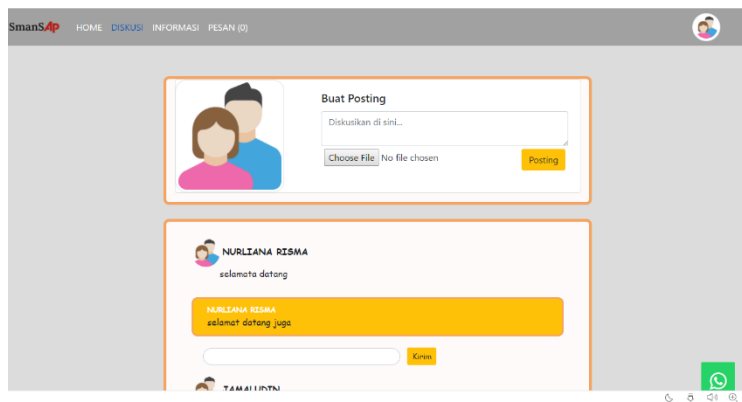 SmanSAp HOME DISKUSI INFORMASI PESAN (0)
Buat Posting
Diskusikan di sini...
Choose File No file chosen Posting
NURLIANA RISMA
selamata datang
NURLIANA RISMA
selamat datang juga
Kirim
JAMALUDIN